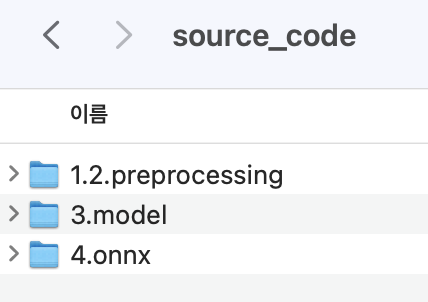 source_code
이름
1.2.preprocessing
3.model
4.onnx